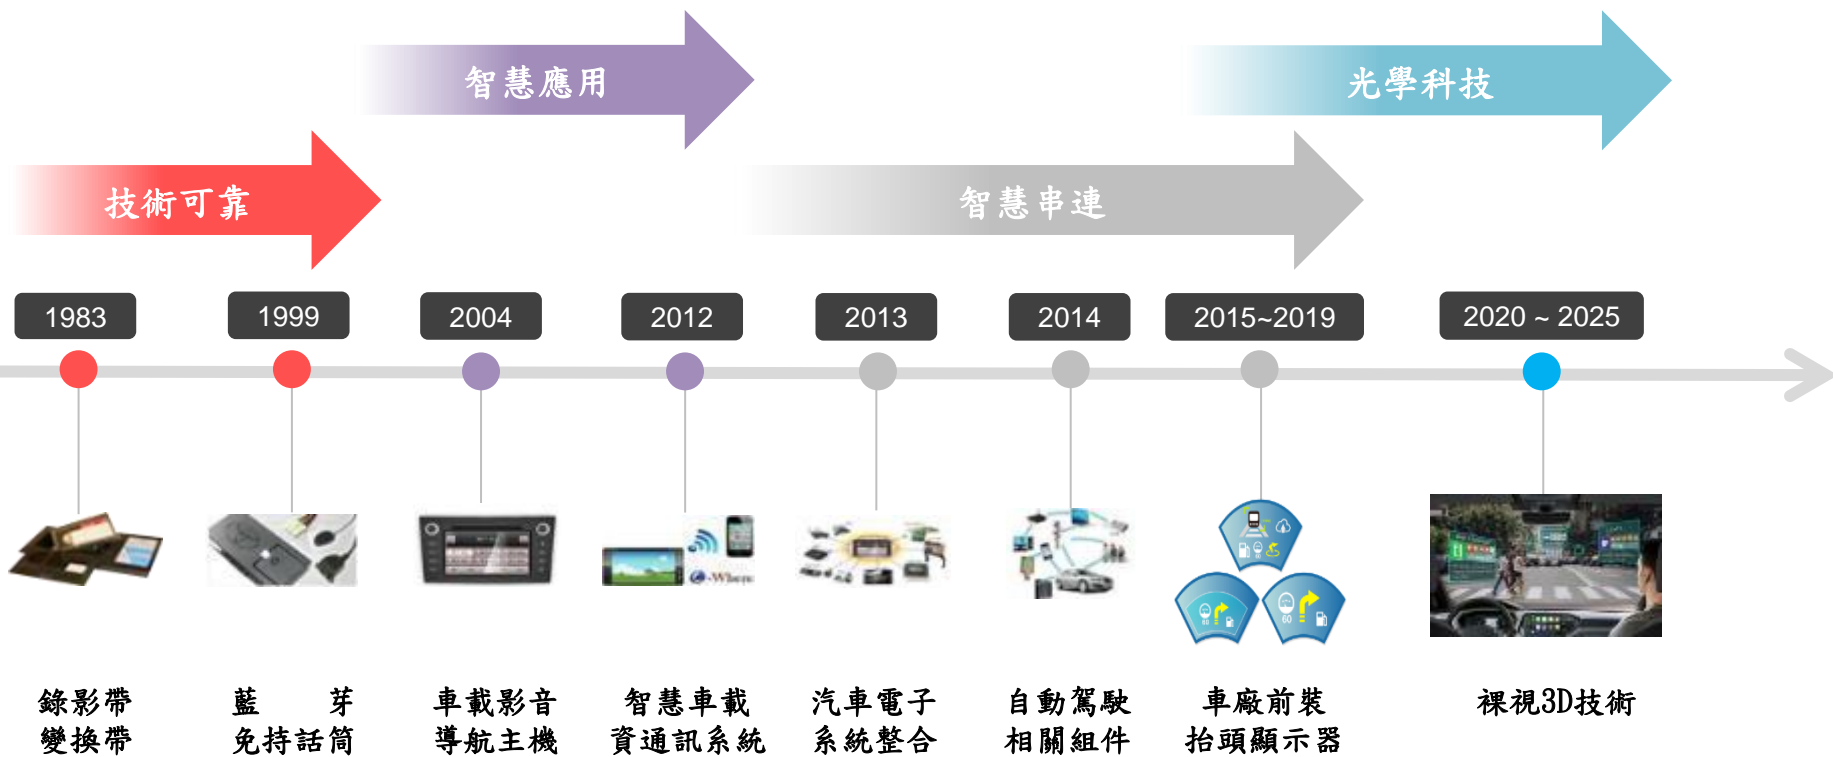 智慧應用
光學科技
技術可靠
智慧串連
1983
1999
2004
2012
2013
2014
2015~2019
2020 ~ 2025
錄影帶
變換帶
藍 芽
免持話筒
車載影音
導航主機
智慧車載
資通訊系統
汽車電子
系統整合
自動駕駛
相關組件
車廠前裝
抬頭顯示器
裸視3D技術